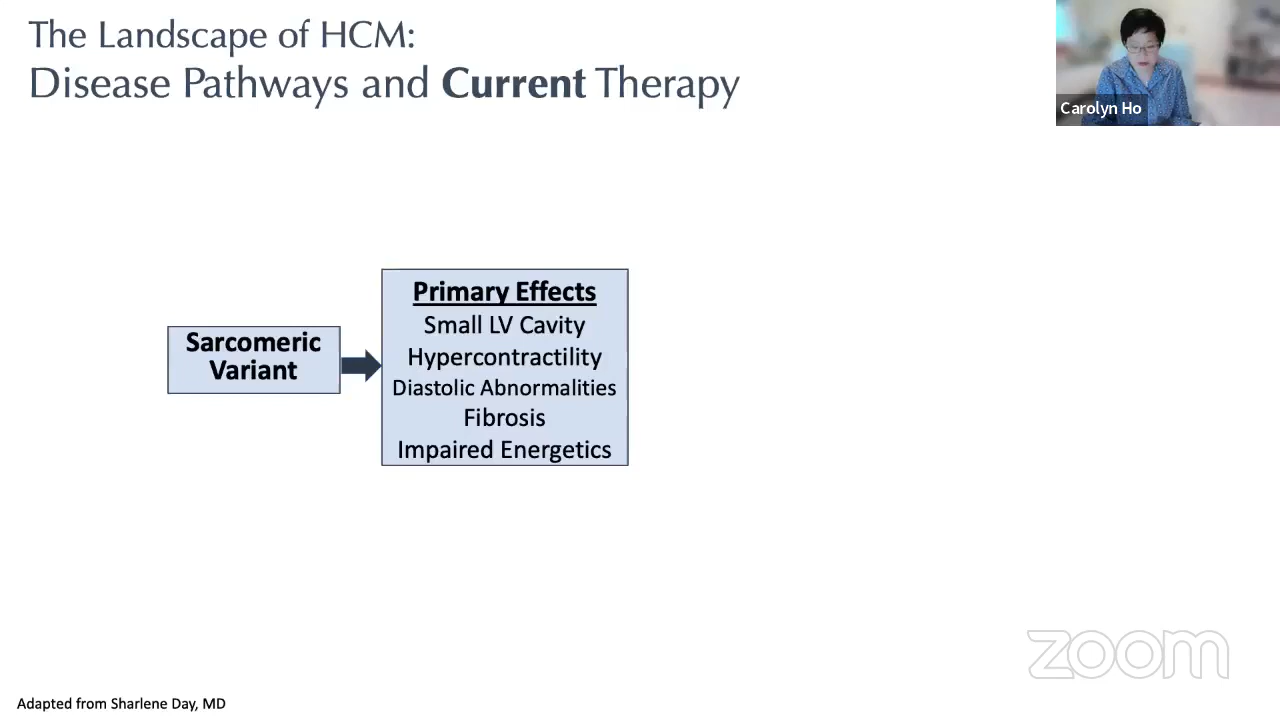 The Landscape of HCM:
Disease Pathways and Current Therapy
Carolyn Ho
Sarcomeric
Variant
Primary Effects
Small LV Cavity
Hypercontractility
Diastolic Abnormalities
Fibrosis
Impaired Energetics
zoom
Adapted from Sharlene Day, MD